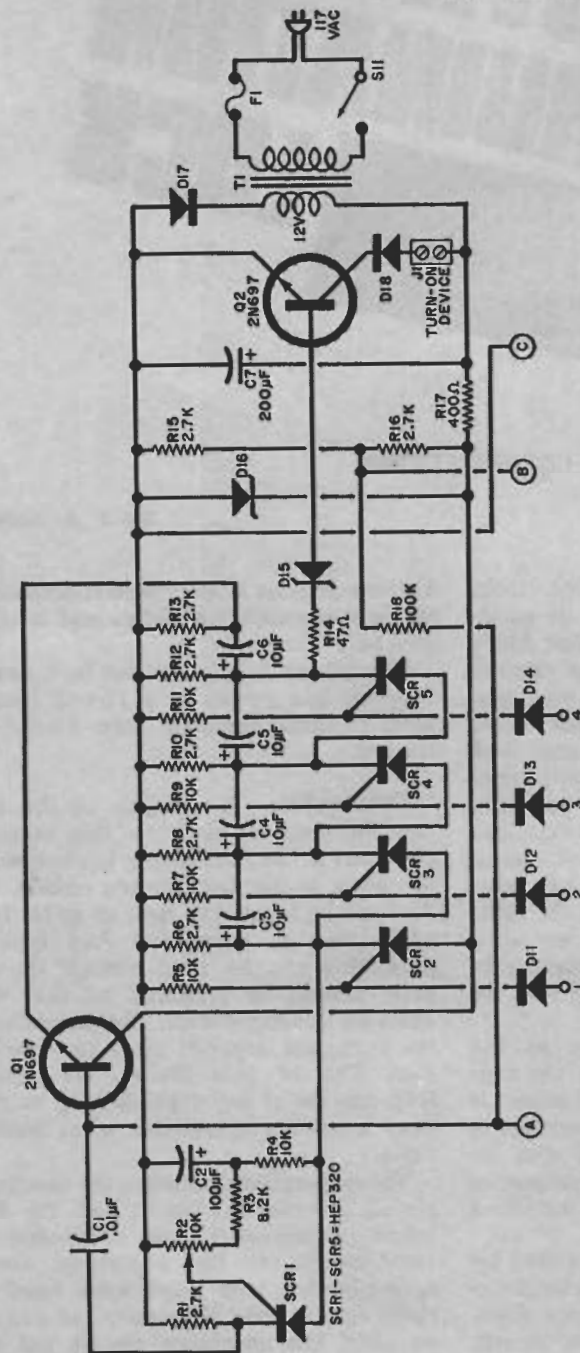 Q1
2N697
C1
.01µF
R1
2.7K
R2
10K
C2
100µF
R3
8.2K
R4
10K
SCR1
SCR1-SCR5-HEP320
A
R5
10K
R6
2.7K
R7
10K
R8
2.7K
R9
10K
R10
2.7K
R11
10K
R12
2.7K
R13
2.7K
C3
10µF
C4
10µF
C5
10µF
C6
10µF
SCR
2
SCR
3
SCR
4
SCR
5
D11
D12
D13
D14
2
3
4
R14
47Ω
D15
R18
100K
D16
R15
2.7K
R16
2.7K
B
C7
200µF
R17
400Ω
C
Q2
2N697
D17
D18
J1
TURN-ON
DEVICE
12V
T1
F1
S11
117
VAC